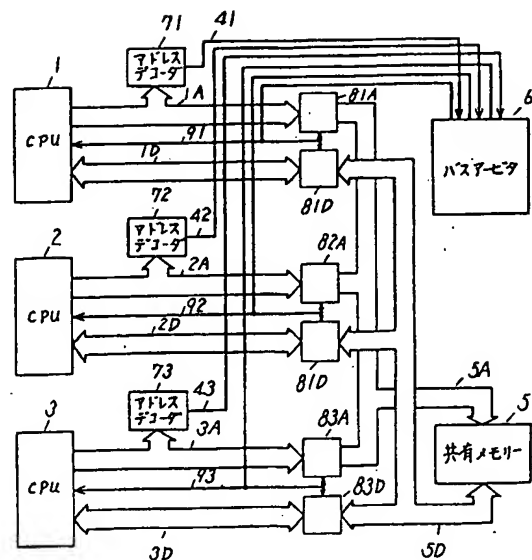 71
41
アドレス
デコーダ
1
1A
81A
6
CPU
91
バスアービタ
1D
81D
72
アドレス
デコーダ
42
2
2A
82A
CPU
92
2D
81D
73
アドレス
デコーダ
43
5A
3
3A
83A
5
CPU
共有メモリー
93
83D
3D
5D